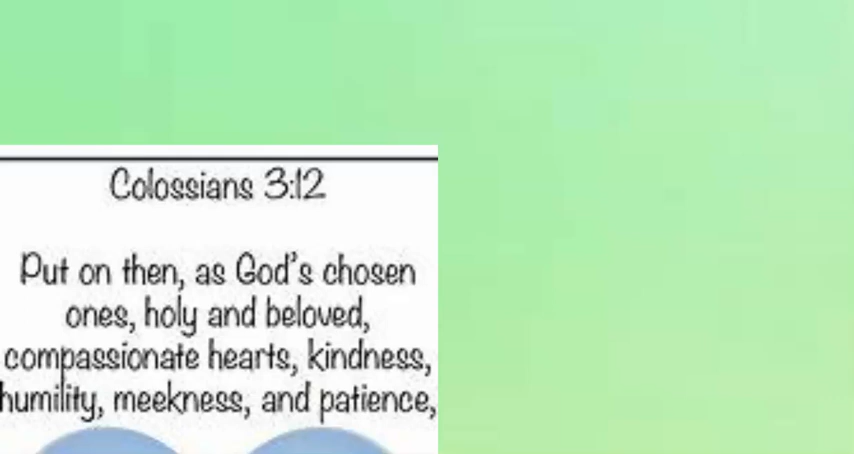 Colossians 3:12
Put on then, as God's chosen
ones, holy and beloved,
compassionate hearts, kindness,
humility, meekness, and patience,